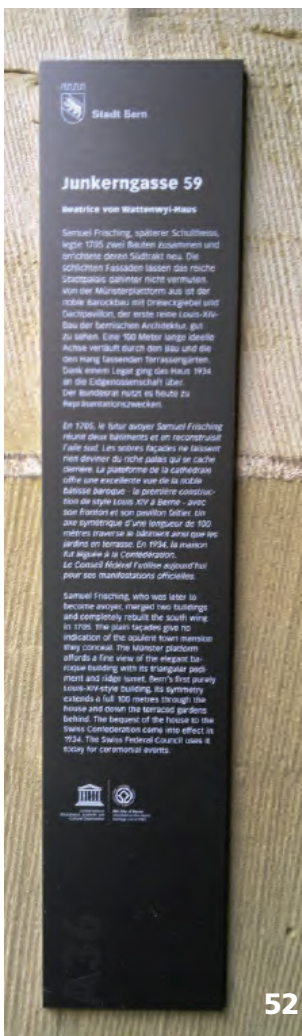 Stadt Bern
Junkerngasse 59
Beatrice von Wattenwyl-Haus
Samuel Frisching, späterer Schultheiss,
legte 1705 zwei Bauten zusammen und
errichtete deren Südtrakt neu. Die
schlichten Fassaden lassen das reiche
Stadtpalais dahinter nicht vermuten.
Von der Münsterplattform aus ist der
noble Barockbau mit Dreieckgiebel und
Dachpavillon, der erste reine Louis-XIV-
Bau der bernischen Architektur, gut
zu sehen. Eine 100 Meter lange ideelle
Achse verläuft durch den Bau und die
den Hang fassenden Terrassengärten.
Dank einem Legat ging das Haus 1934
an die Eidgenossenschaft über.
Der Bundesrat nutzt es heute zu
Repräsentationszwecken.
En 1705, le futur avoyer Samuel Frisching
réunit deux bâtiments et en reconstruisit
l'aile sud. Les sobres façades ne laissent
rien deviner du riche palais qui se cache
derrière. La plateforme de la cathédrale
offre une excellente vue de la noble
bâtisse baroque - la première construc-
tion de style Louis XIV à Berne - avec
son fronton et son pavillon faîtier. Un
axe symétrique d'une longueur de 100
mètres traverse le bâtiment ainsi que les
jardins en terrasse. En 1934, la maison
fut léguée à la Confédération.
Le Conseil fédéral l'utilise aujourd'hui
pour ses manifestations officielles.
Samuel Frisching, who was later to
become avoyer, merged two buildings
and completely rebuilt the south wing
in 1705. The plain façades give no
indication of the opulent town mansion
they conceal. The Münster platform
affords a fine view of the elegant ba-
roque building with its triangular pedi-
ment and ridge turret. Bern's first purely
Louis-XIV-style building, its symmetry
extends a full 100 metres through the
house and down the terraced gardens
behind. The bequest of the house to the
Swiss Confederation came into effect in
1934. The Swiss Federal Council uses it
today for ceremonial events.
A36
52